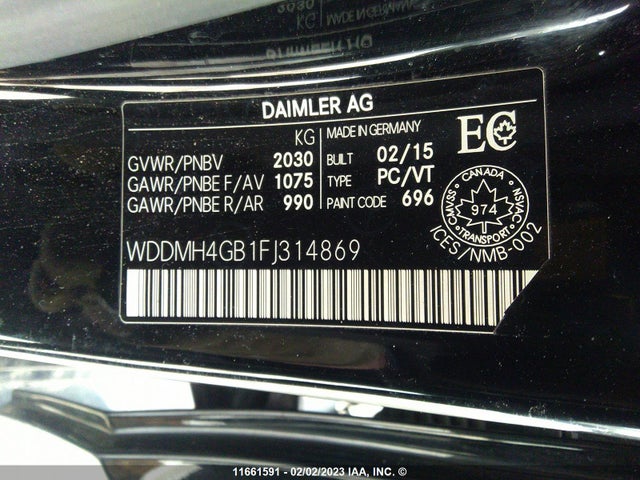 DAIMLER AG
KG
MADE IN GERMANY
EC
GVWR/PNBV 2030
BUILT 02/15
GAWR/PNBE F/AV 1075
TYPE PC/VT
GAWR/PNBE R/AR 990
PAINT CODE 696
CANADA
CMVSS
974
NSVAC
TRANSPORT
ICES/NMB-002
WDDMH4GB1FJ314869
11661591 - 02/02/2023 IAA, INC. ©